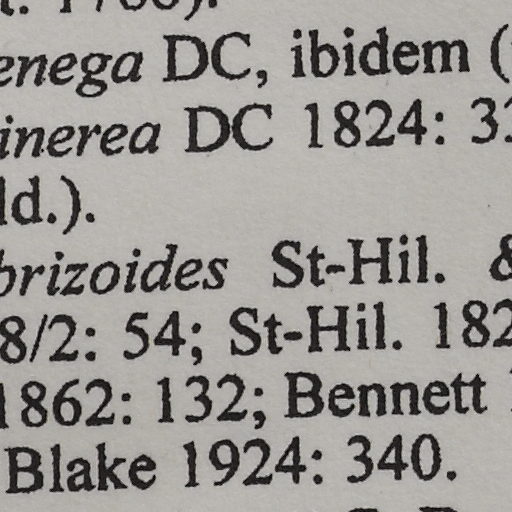 enega DC, ibidem (
inerea DC 1824: 33
ld.).
brizoides St-Hil. &
8/2: 54; St-Hil. 182
1862: 132; Bennett
Blake 1924: 340.